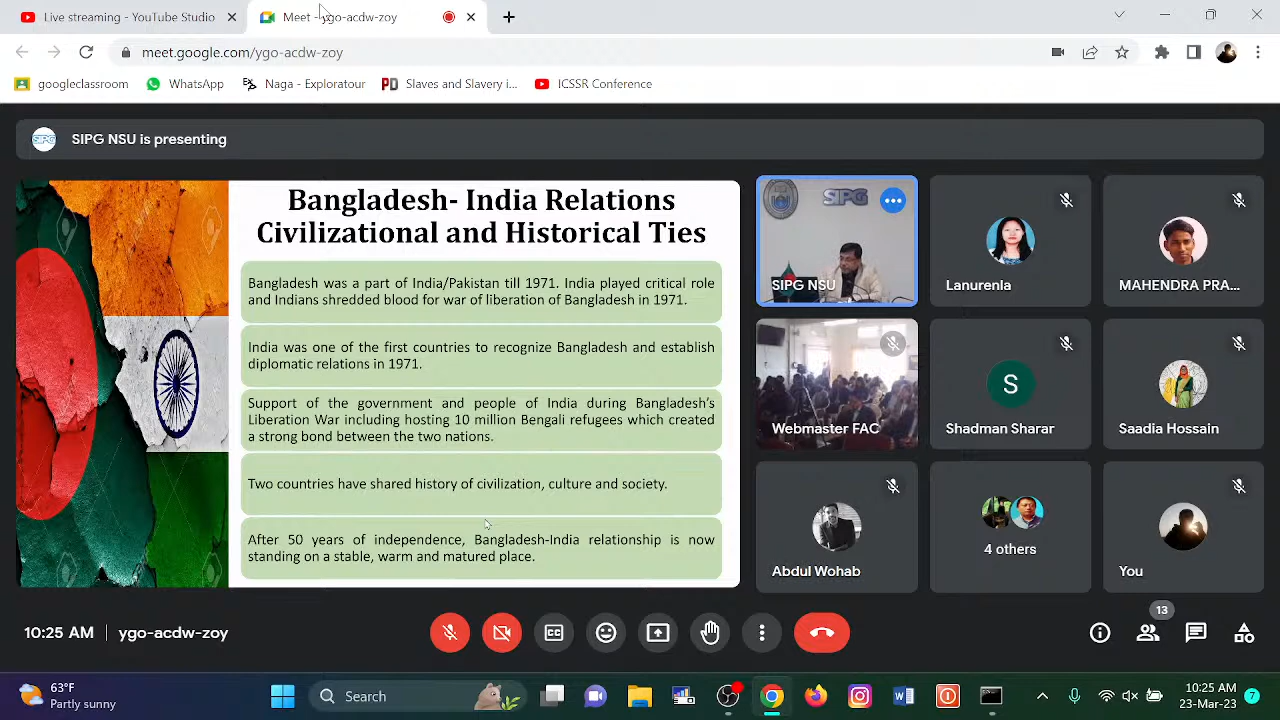 Live streaming - YouTube Studio
Meet - ygo-acdw-zoy
meet.google.com/ygo-acdw-zoy
googleclassroom
WhatsApp
Naga - Exploratour
Slaves and Slavery i...
ICSSR Conference
SIPG NSU is presenting
Bangladesh- India Relations
Civilizational and Historical Ties
Bangladesh was a part of India/Pakistan till 1971. India played critical role
and Indians shredded blood for war of liberation of Bangladesh in 1971.
India was one of the first countries to recognize Bangladesh and establish
diplomatic relations in 1971.
Support of the government and people of India during Bangladesh's
Liberation War including hosting 10 million Bengali refugees which created
a strong bond between the two nations.
Two countries have shared history of civilization, culture and society.
After 50 years of independence, Bangladesh-India relationship is now
standing on a stable, warm and matured place.
SIPG
SIPG NSU
Lanurenla
MAHENDRA PRA...
Webmaster FAC
S
Shadman Sharar
Saadia Hossain
Abdul Wohab
4 others
You
10:25 AM | ygo-acdw-zoy
13
63°F
Partly sunny
Search
10:25 AM
23-Mar-23
7